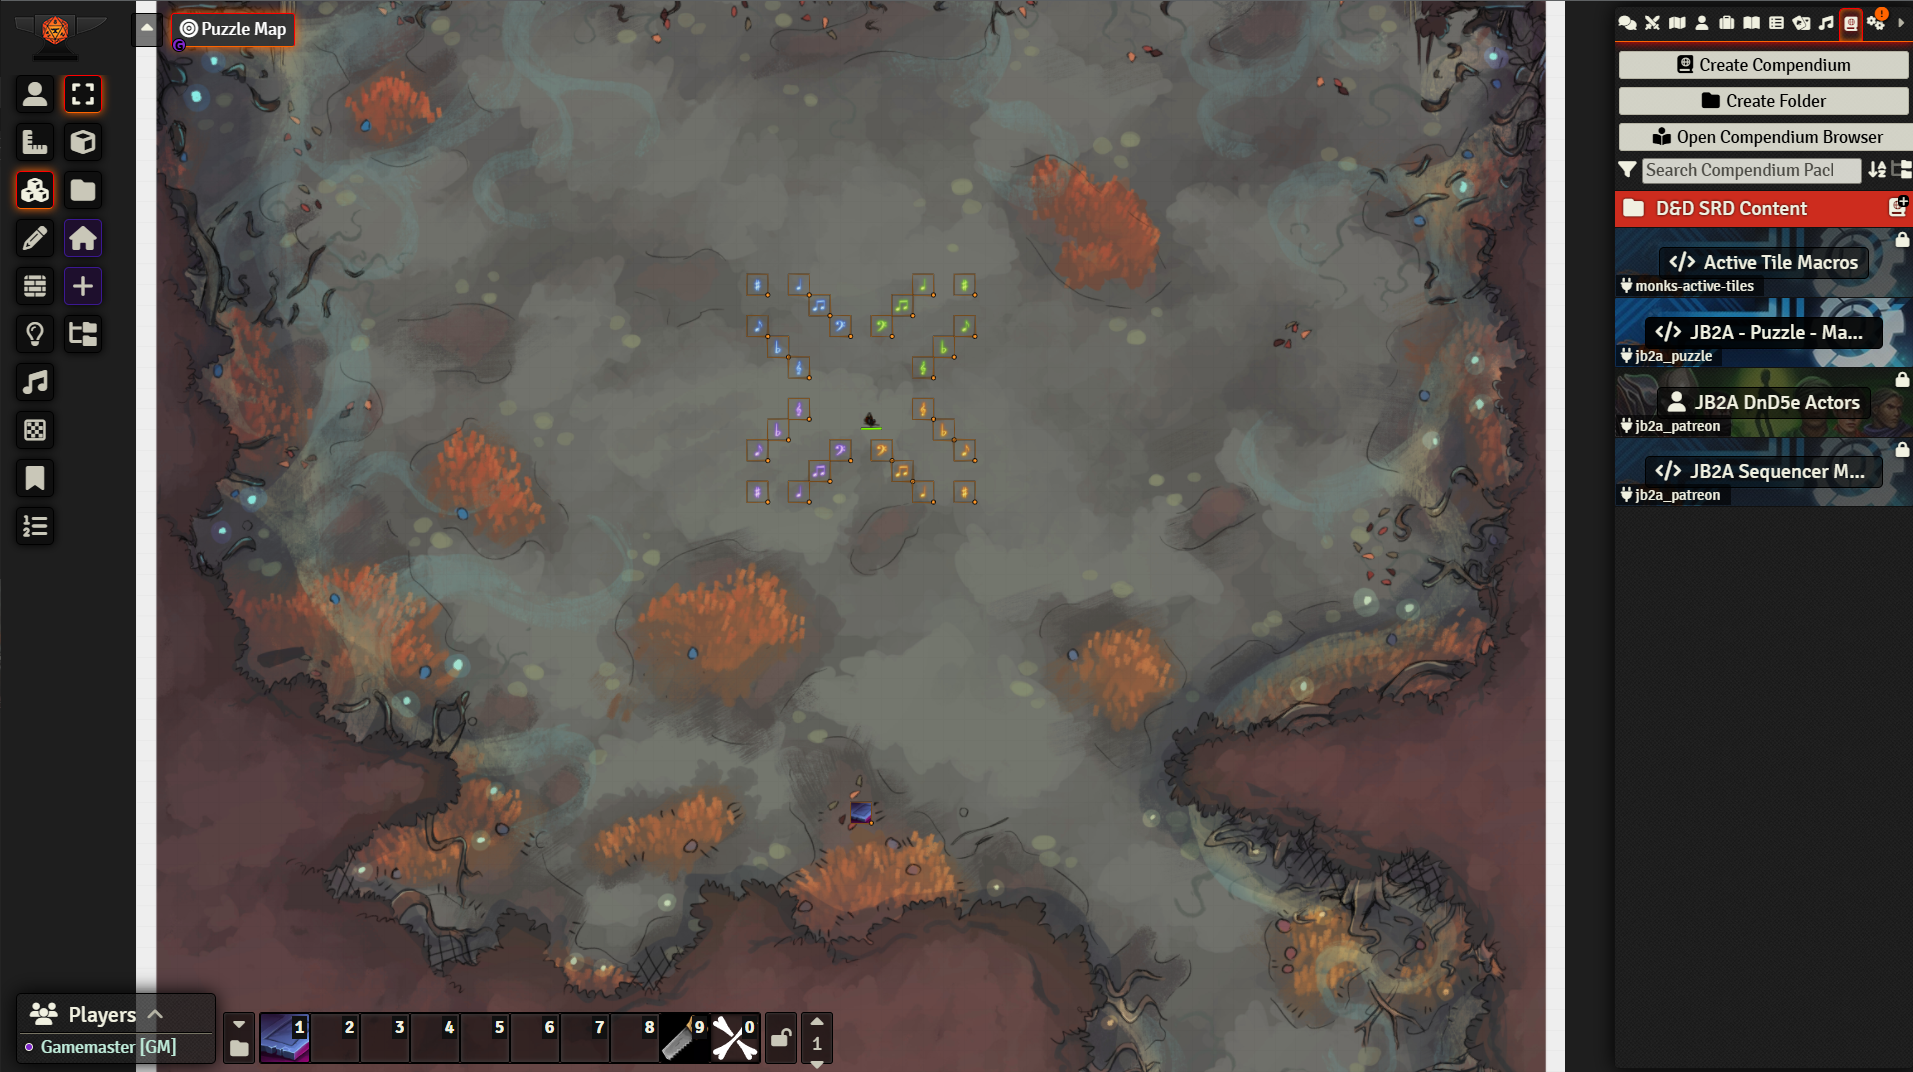 Puzzle Map
G
Create Compendium
Create Folder
Open Compendium Browser
Search Compendium Pacl
D&D SRD Content
</> Active Tile Macros
monks-active-tiles
</> JB2A - Puzzle - Ma...
jb2a_puzzle
JB2A DnD5e Actors
jb2a_patreon
</> JB2A Sequencer M...
jb2a_patreon
Players
Gamemaster [GM]
1 2 3 4 5 6 7 8 9 0
1